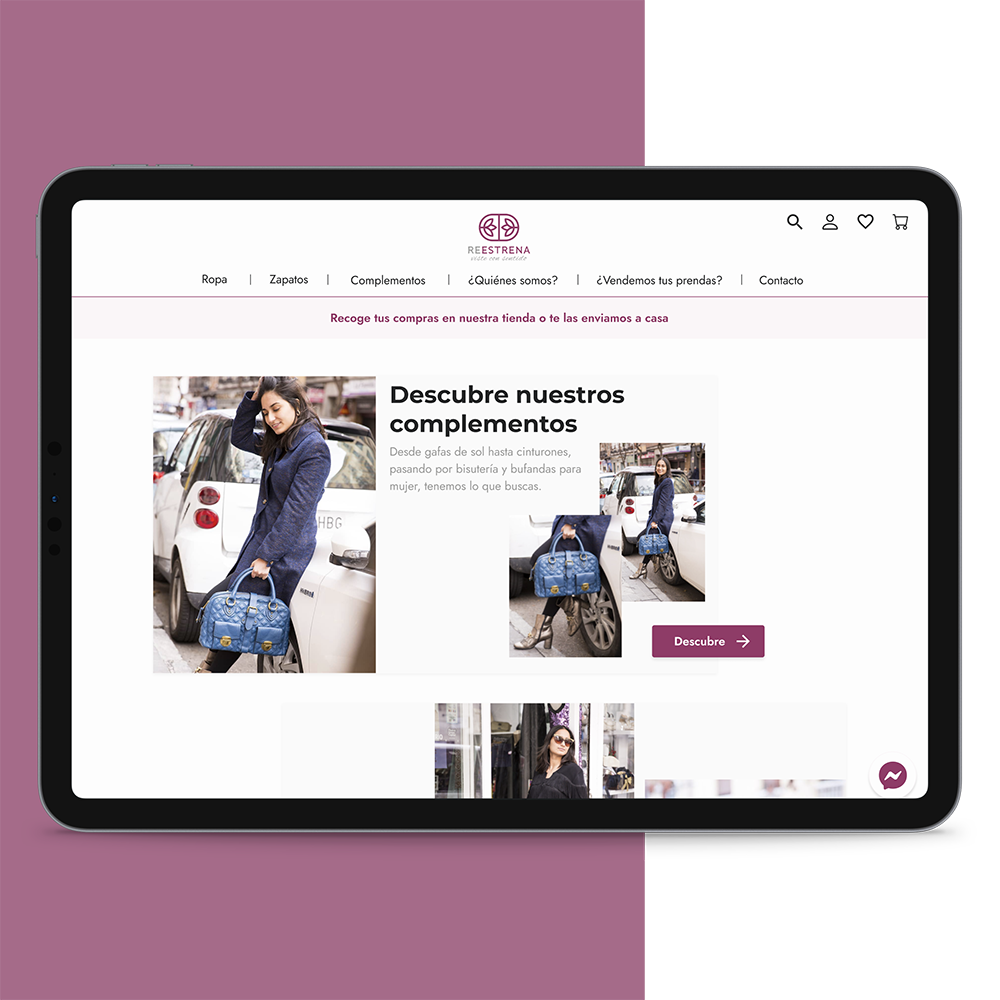 REESTRENA
viste con sentido
Ropa | Zapatos | Complementos | ¿Quiénes somos? | ¿Vendemos tus prendas? | Contacto
Recoge tus compras en nuestra tienda o te las enviamos a casa
Descubre nuestros
complementos
Desde gafas de sol hasta cinturones,
pasando por bisutería y bufandas para
mujer, tenemos lo que buscas.
HBG
Descubre